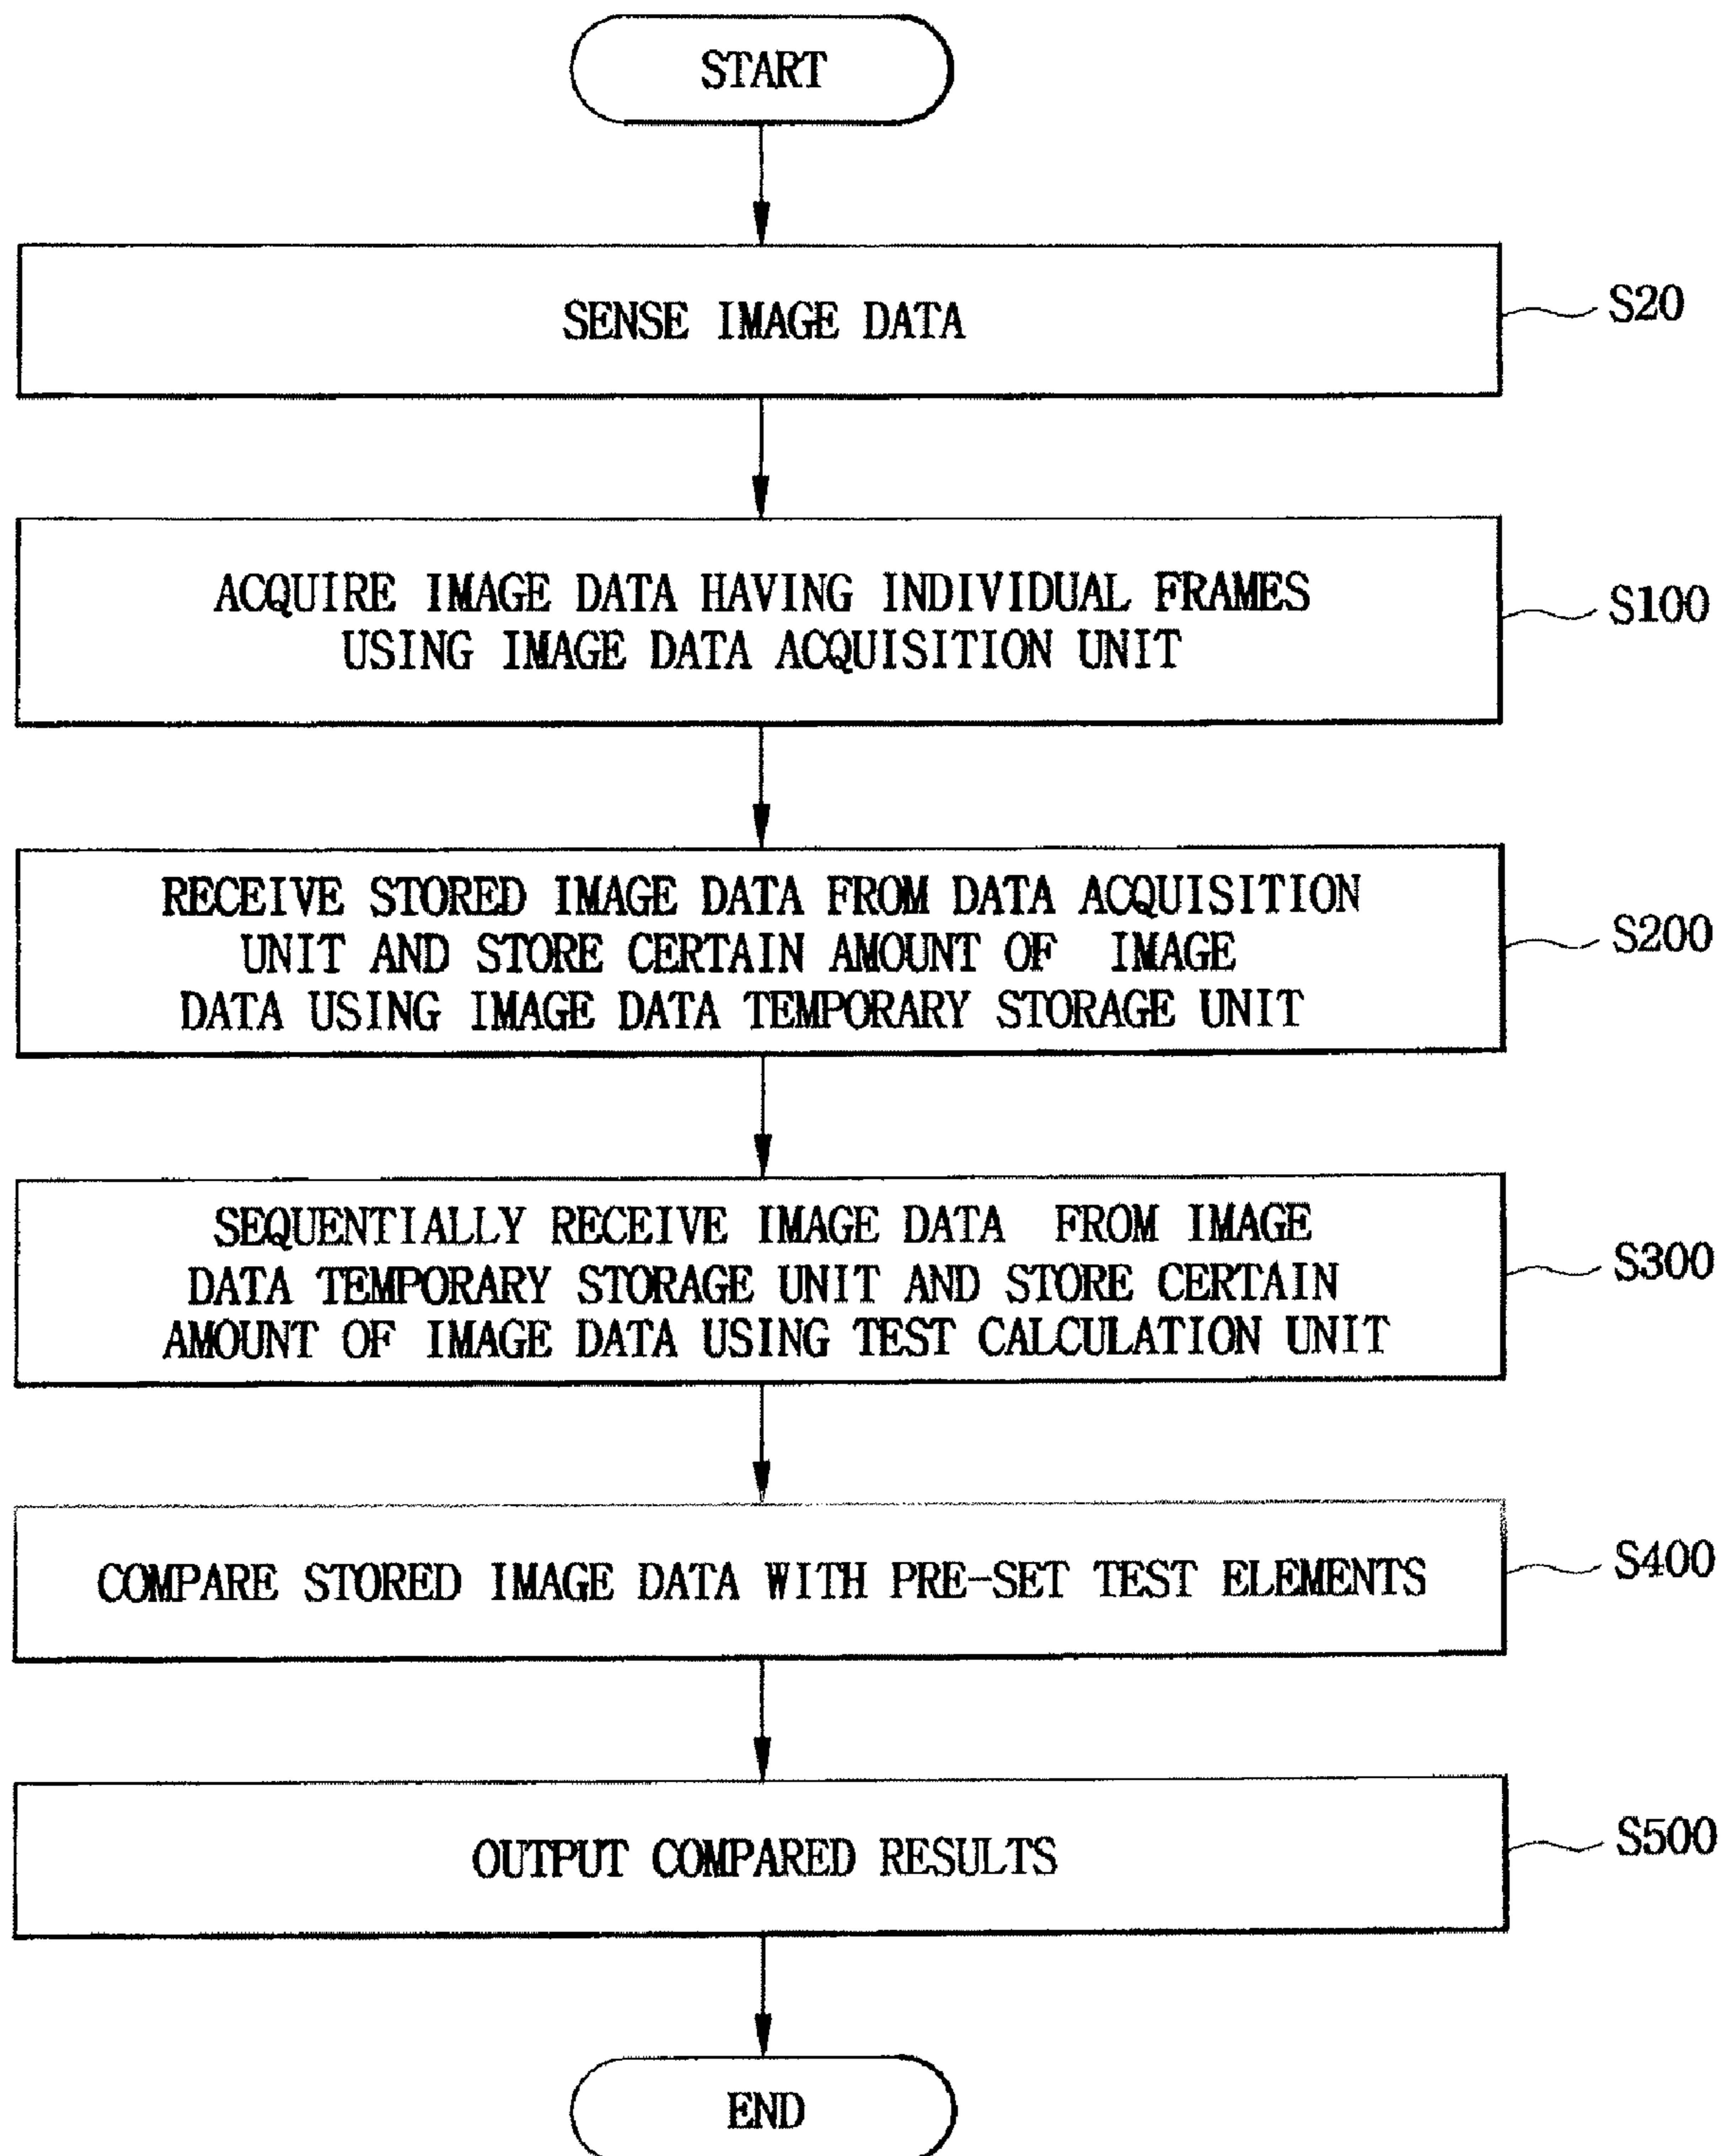 START
SENSE IMAGE DATA
S20
ACQUIRE IMAGE DATA HAVING INDIVIDUAL FRAMES
USING IMAGE DATA ACQUISITION UNIT
S100
RECEIVE STORED IMAGE DATA FROM DATA ACQUISITION
UNIT AND STORE CERTAIN AMOUNT OF IMAGE
DATA USING IMAGE DATA TEMPORARY STORAGE UNIT
S200
SEQUENTIALLY RECEIVE IMAGE DATA FROM IMAGE
DATA TEMPORARY STORAGE UNIT AND STORE CERTAIN
AMOUNT OF IMAGE DATA USING TEST CALCULATION UNIT
S300
COMPARE STORED IMAGE DATA WITH PRE-SET TEST ELEMENTS
S400
OUTPUT COMPARED RESULTS
S500
END